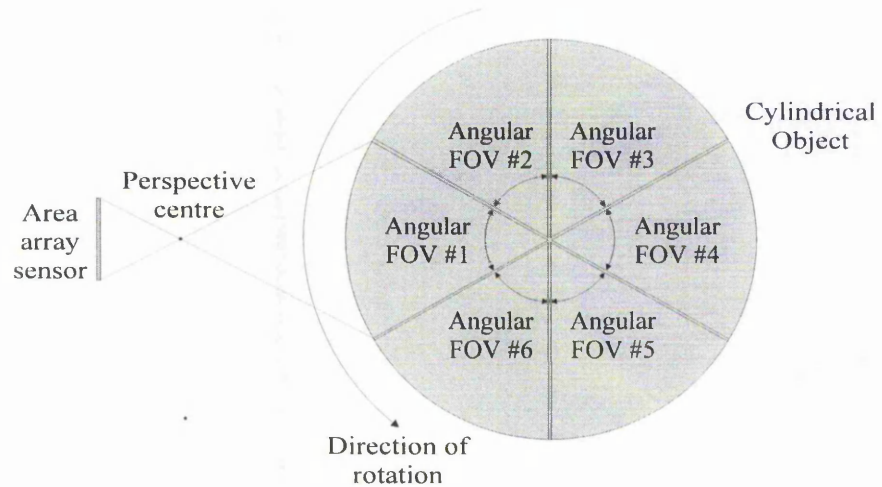 Angular
FOV #2
Angular
FOV #3
Cylindrical
Object
Perspective
centre
Area
array
sensor
Angular
FOV #1
Angular
FOV #4
Angular
FOV #6
Angular
FOV #5
Direction of
rotation